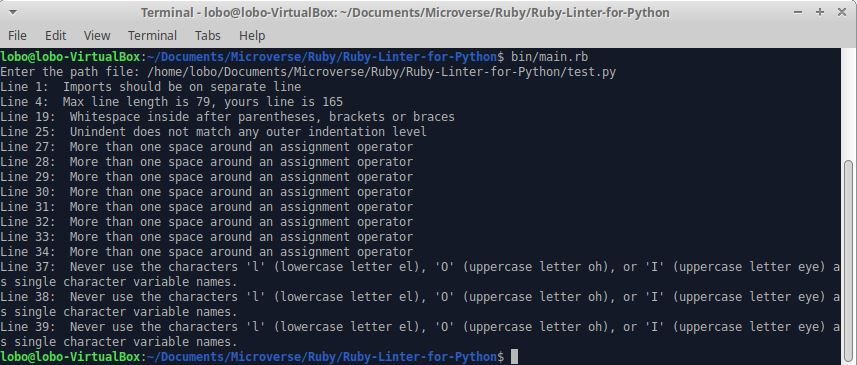 Terminal - lobo@lobo-VirtualBox: ~/Documents/Microverse/Ruby/Ruby-Linter-for-Python
File Edit View Terminal Tabs Help
lobo@lobo-VirtualBox:~/Documents/Microverse/Ruby/Ruby-Linter-for-Python$ bin/main.rb
Enter the path file: /home/lobo/Documents/Microverse/Ruby/Ruby-Linter-for-Python/test.py
Line 1:  Imports should be on separate line
Line 4:  Max line length is 79, yours line is 165
Line 19:  Whitespace inside after parentheses, brackets or braces
Line 25:  Unindent does not match any outer indentation level
Line 27:  More than one space around an assignment operator
Line 28:  More than one space around an assignment operator
Line 29:  More than one space around an assignment operator
Line 30:  More than one space around an assignment operator
Line 31:  More than one space around an assignment operator
Line 32:  More than one space around an assignment operator
Line 33:  More than one space around an assignment operator
Line 34:  More than one space around an assignment operator
Line 37:  Never use the characters 'l' (lowercase letter el), 'O' (uppercase letter oh), or 'I' (uppercase letter eye) a
s single character variable names.
Line 38:  Never use the characters 'l' (lowercase letter el), 'O' (uppercase letter oh), or 'I' (uppercase letter eye) a
s single character variable names.
Line 39:  Never use the characters 'l' (lowercase letter el), 'O' (uppercase letter oh), or 'I' (uppercase letter eye) a
s single character variable names.
lobo@lobo-VirtualBox:~/Documents/Microverse/Ruby/Ruby-Linter-for-Python$